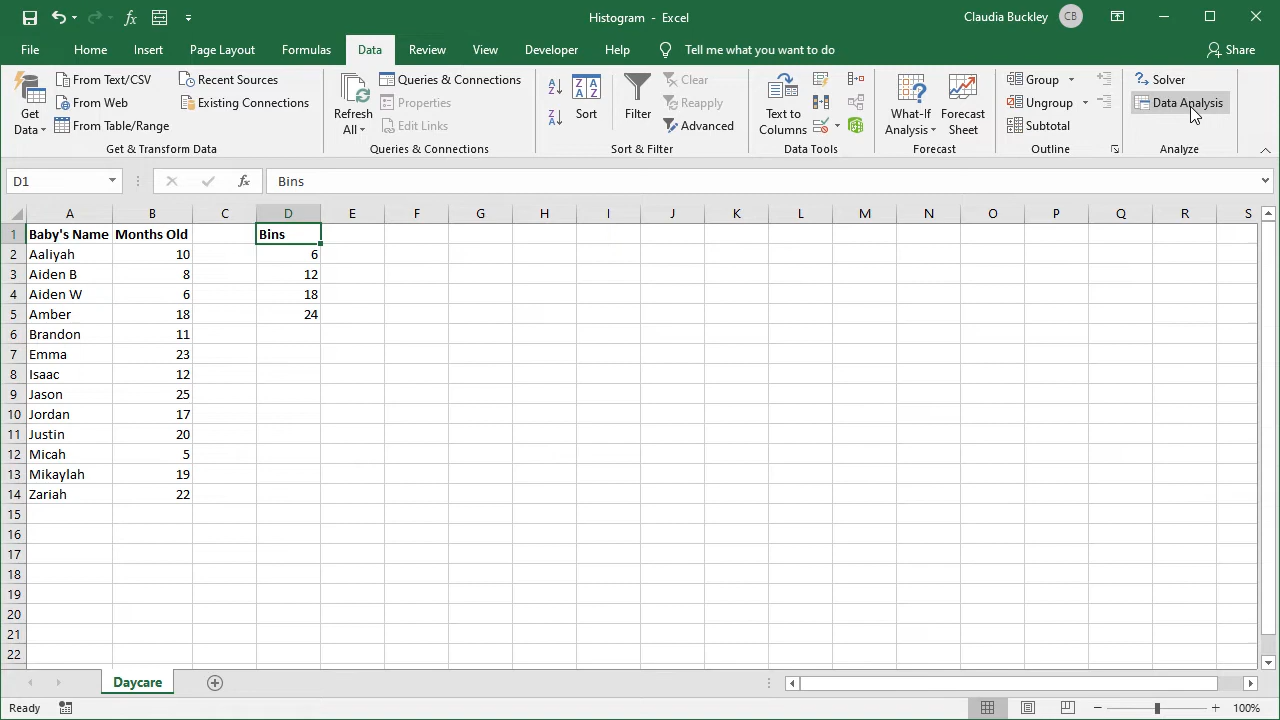 Histogram - Excel
Claudia Buckley CB
File Home Insert Page Layout Formulas Data Review View Developer Help Tell me what you want to do Share
Get Data
From Text/CSV
From Web
From Table/Range
Recent Sources
Existing Connections
Get & Transform Data
Refresh All
Queries & Connections
Properties
Edit Links
Queries & Connections
Sort
Filter
Clear
Reapply
Advanced
Sort & Filter
Text to Columns
Data Tools
What-If Analysis
Forecast Sheet
Forecast
Group
Ungroup
Subtotal
Outline
Solver
Data Analysis
Analyze
D1 fx Bins
A B C D E F G H I J K L M N O P Q R S
1 Baby's Name Months Old Bins
2 Aaliyah 10 6
3 Aiden B 8 12
4 Aiden W 6 18
5 Amber 18 24
6 Brandon 11
7 Emma 23
8 Isaac 12
9 Jason 25
10 Jordan 17
11 Justin 20
12 Micah 5
13 Mikaylah 19
14 Zariah 22
15
16
17
18
19
20
21
22
Daycare
Ready 100%